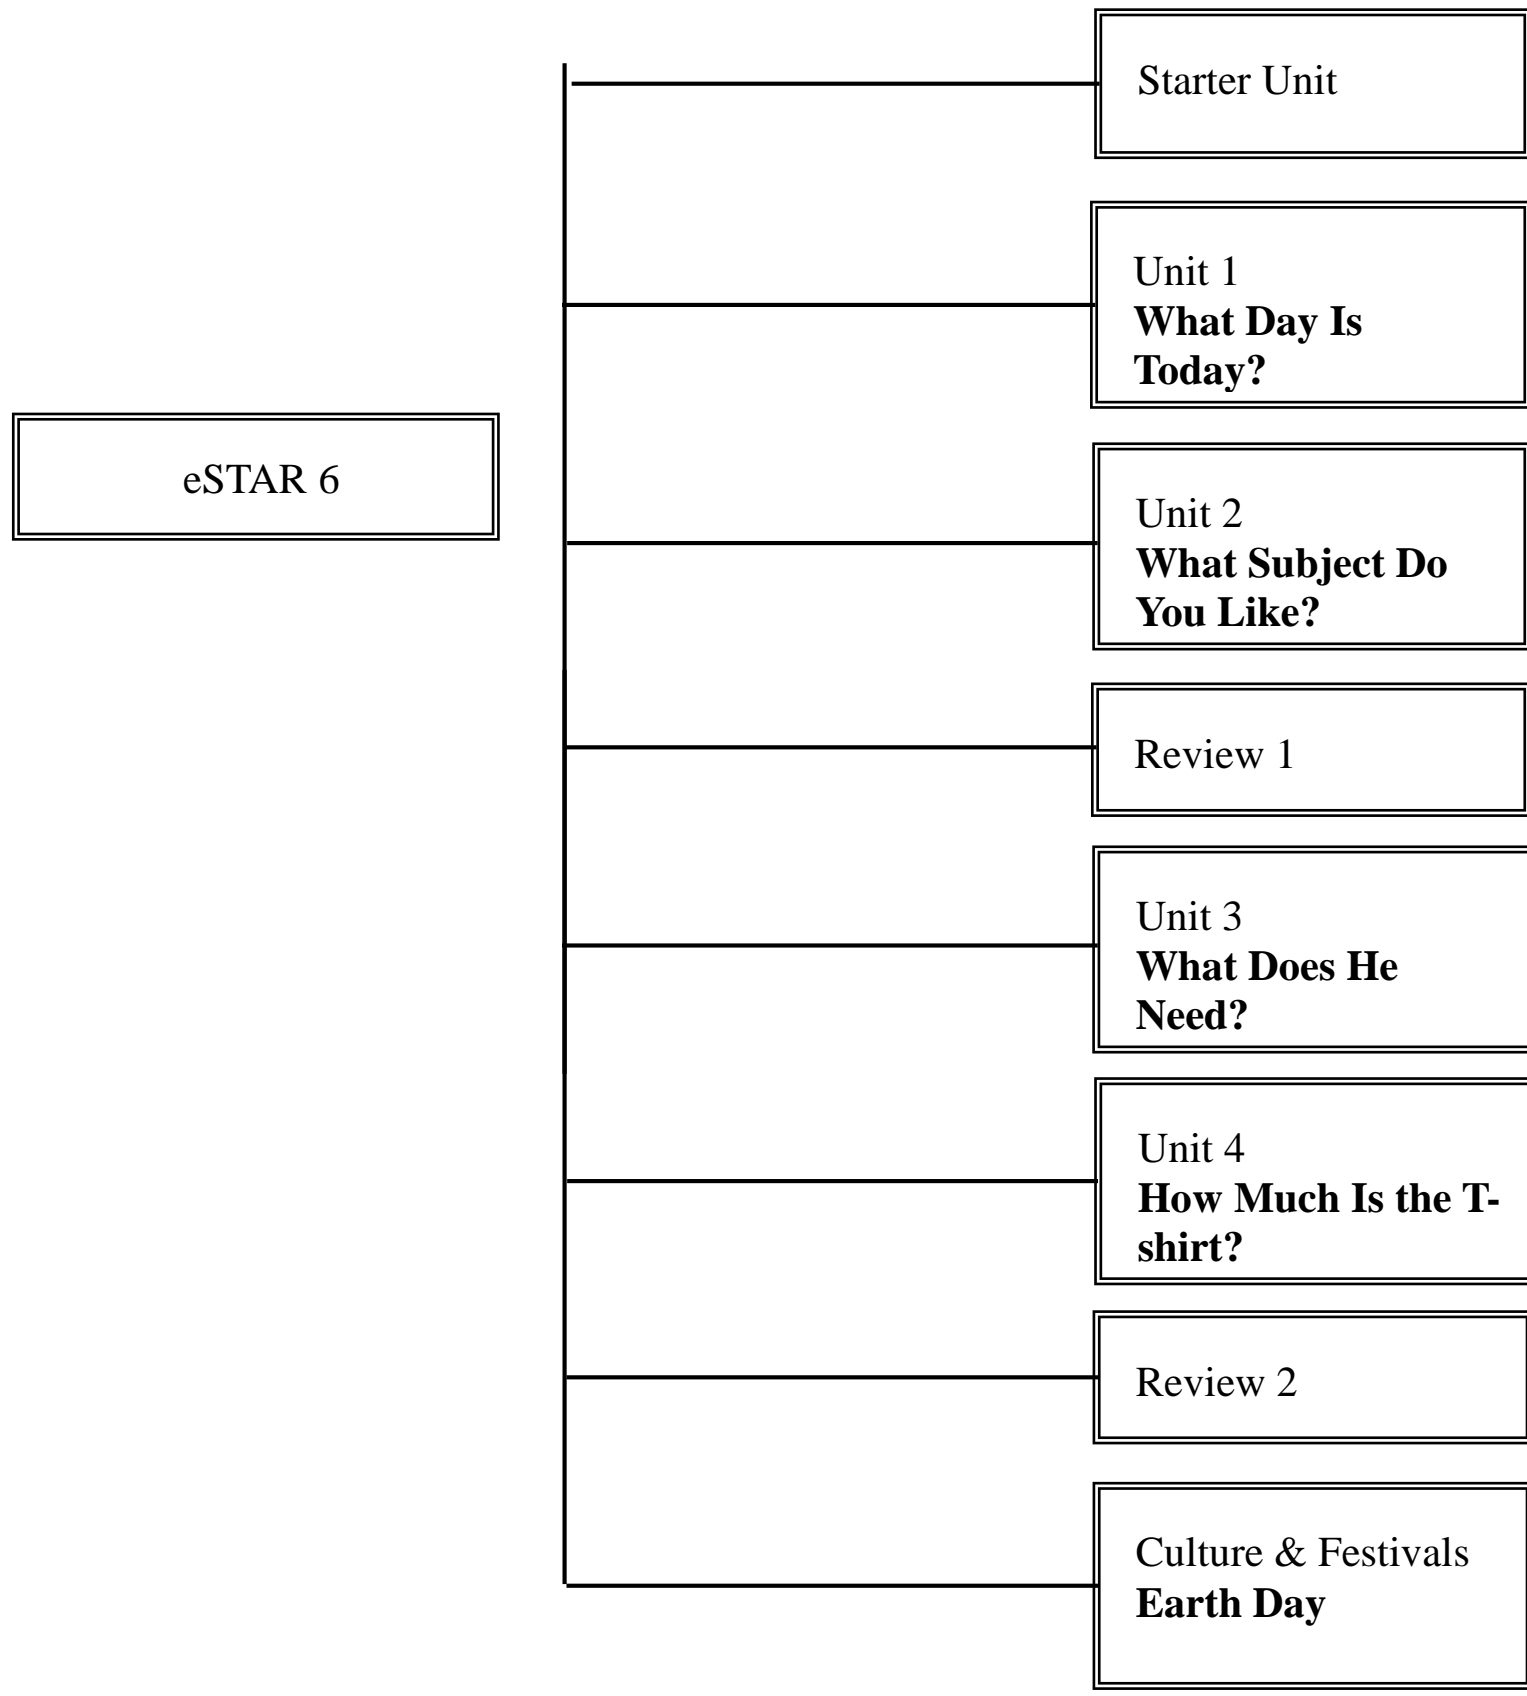 Starter Unit
Unit 1
What Day Is
Today?
eSTAR 6
Unit 2
What Subject Do
You Like?
Review 1
Unit 3
What Does He
Need?
Unit 4
How Much Is the T-
shirt?
Review 2
Culture & Festivals
Earth Day